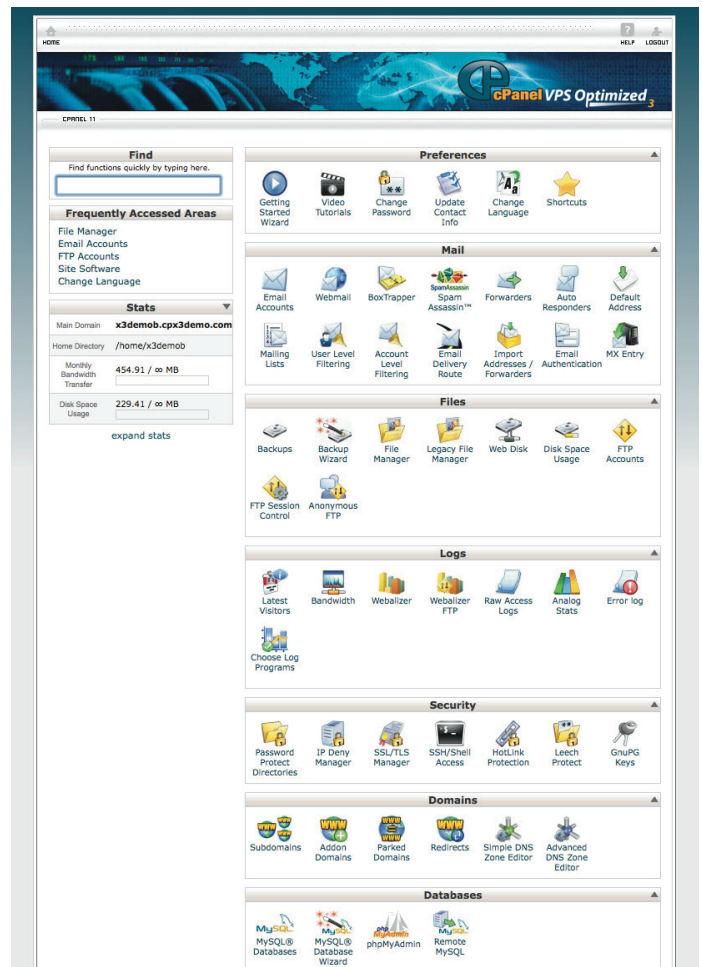 HOME
HELP LOGOUT
cPanel VPS Optimized 3
CPANEL 11
Find
Find functions quickly by typing here.
Frequently Accessed Areas
File Manager
Email Accounts
FTP Accounts
Site Software
Change Language
Stats
Main Domain x3demob.cpx3demo.com
Home Directory /home/x3demob
Monthly
Bandwidth
Transfer
454.91 / ∞ MB
Disk Space
Usage
229.41 / ∞ MB
expand stats
Preferences
Getting
Started
Wizard
Video
Tutorials
Change
Password
Update
Contact
Info
Change
Language
Shortcuts
Mail
Email
Accounts
Webmail
BoxTrapper
SpamAssassin
Spam
Assassin™
Forwarders
Auto
Responders
Default
Address
Mailing
Lists
User Level
Filtering
Account
Level
Filtering
Email
Delivery
Route
Import
Addresses /
Forwarders
Email
Authentication
MX Entry
Files
Backups
Backup
Wizard
File
Manager
Legacy File
Manager
Web Disk
Disk Space
Usage
FTP
Accounts
FTP Session
Control
Anonymous
FTP
Logs
Latest
Visitors
Bandwidth
Webalizer
Webalizer
FTP
Raw Access
Logs
Analog
Stats
Error log
Choose Log
Programs
Security
Password
Protect
Directories
IP Deny
Manager
SSL/TLS
Manager
SSH/Shell
Access
HotLink
Protection
Leech
Protect
GnuPG
Keys
Domains
Subdomains
Addon
Domains
Parked
Domains
Redirects
Simple DNS
Zone Editor
Advanced
DNS Zone
Editor
Databases
MySQL
MySQL®
Databases
MySQL
MySQL®
Database
Wizard
php
MyAdmin
phpMyAdmin
MySQL
Remote
MySQL